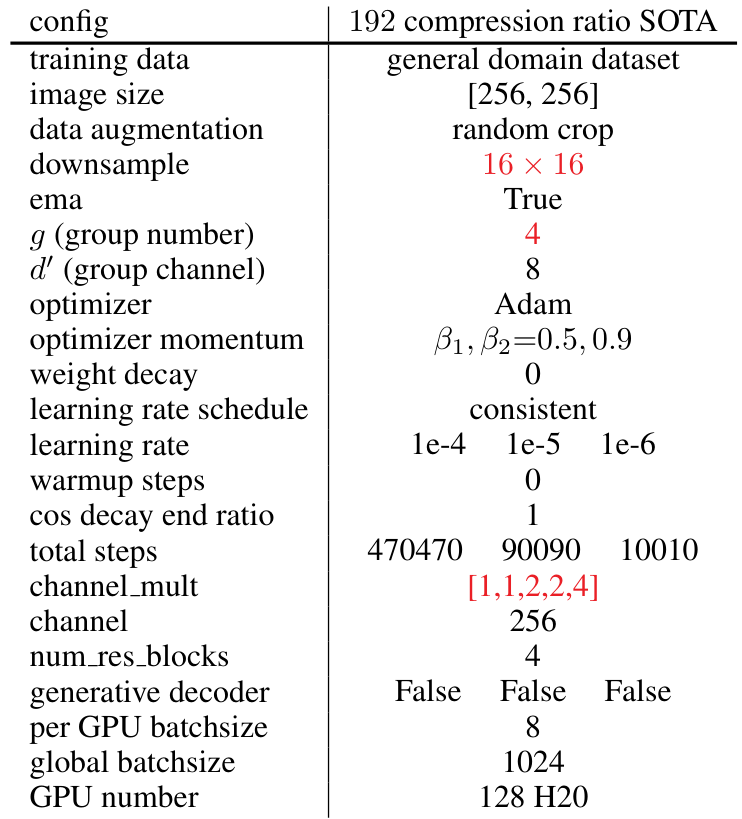 config 192 compression ratio SOTA
training data general domain dataset
image size [256, 256]
data augmentation random crop
downsample 16 × 16
ema True
g (group number) 4
d′ (group channel) 8
optimizer Adam
optimizer momentum β₁, β₂=0.5, 0.9
weight decay 0
learning rate schedule consistent
learning rate 1e-4 1e-5 1e-6
warmup steps 0
cos decay end ratio 1
total steps 470470 90090 10010
channel_mult [1,1,2,2,4]
channel 256
num_res_blocks 4
generative decoder False False False
per GPU batchsize 8
global batchsize 1024
GPU number 128 H20